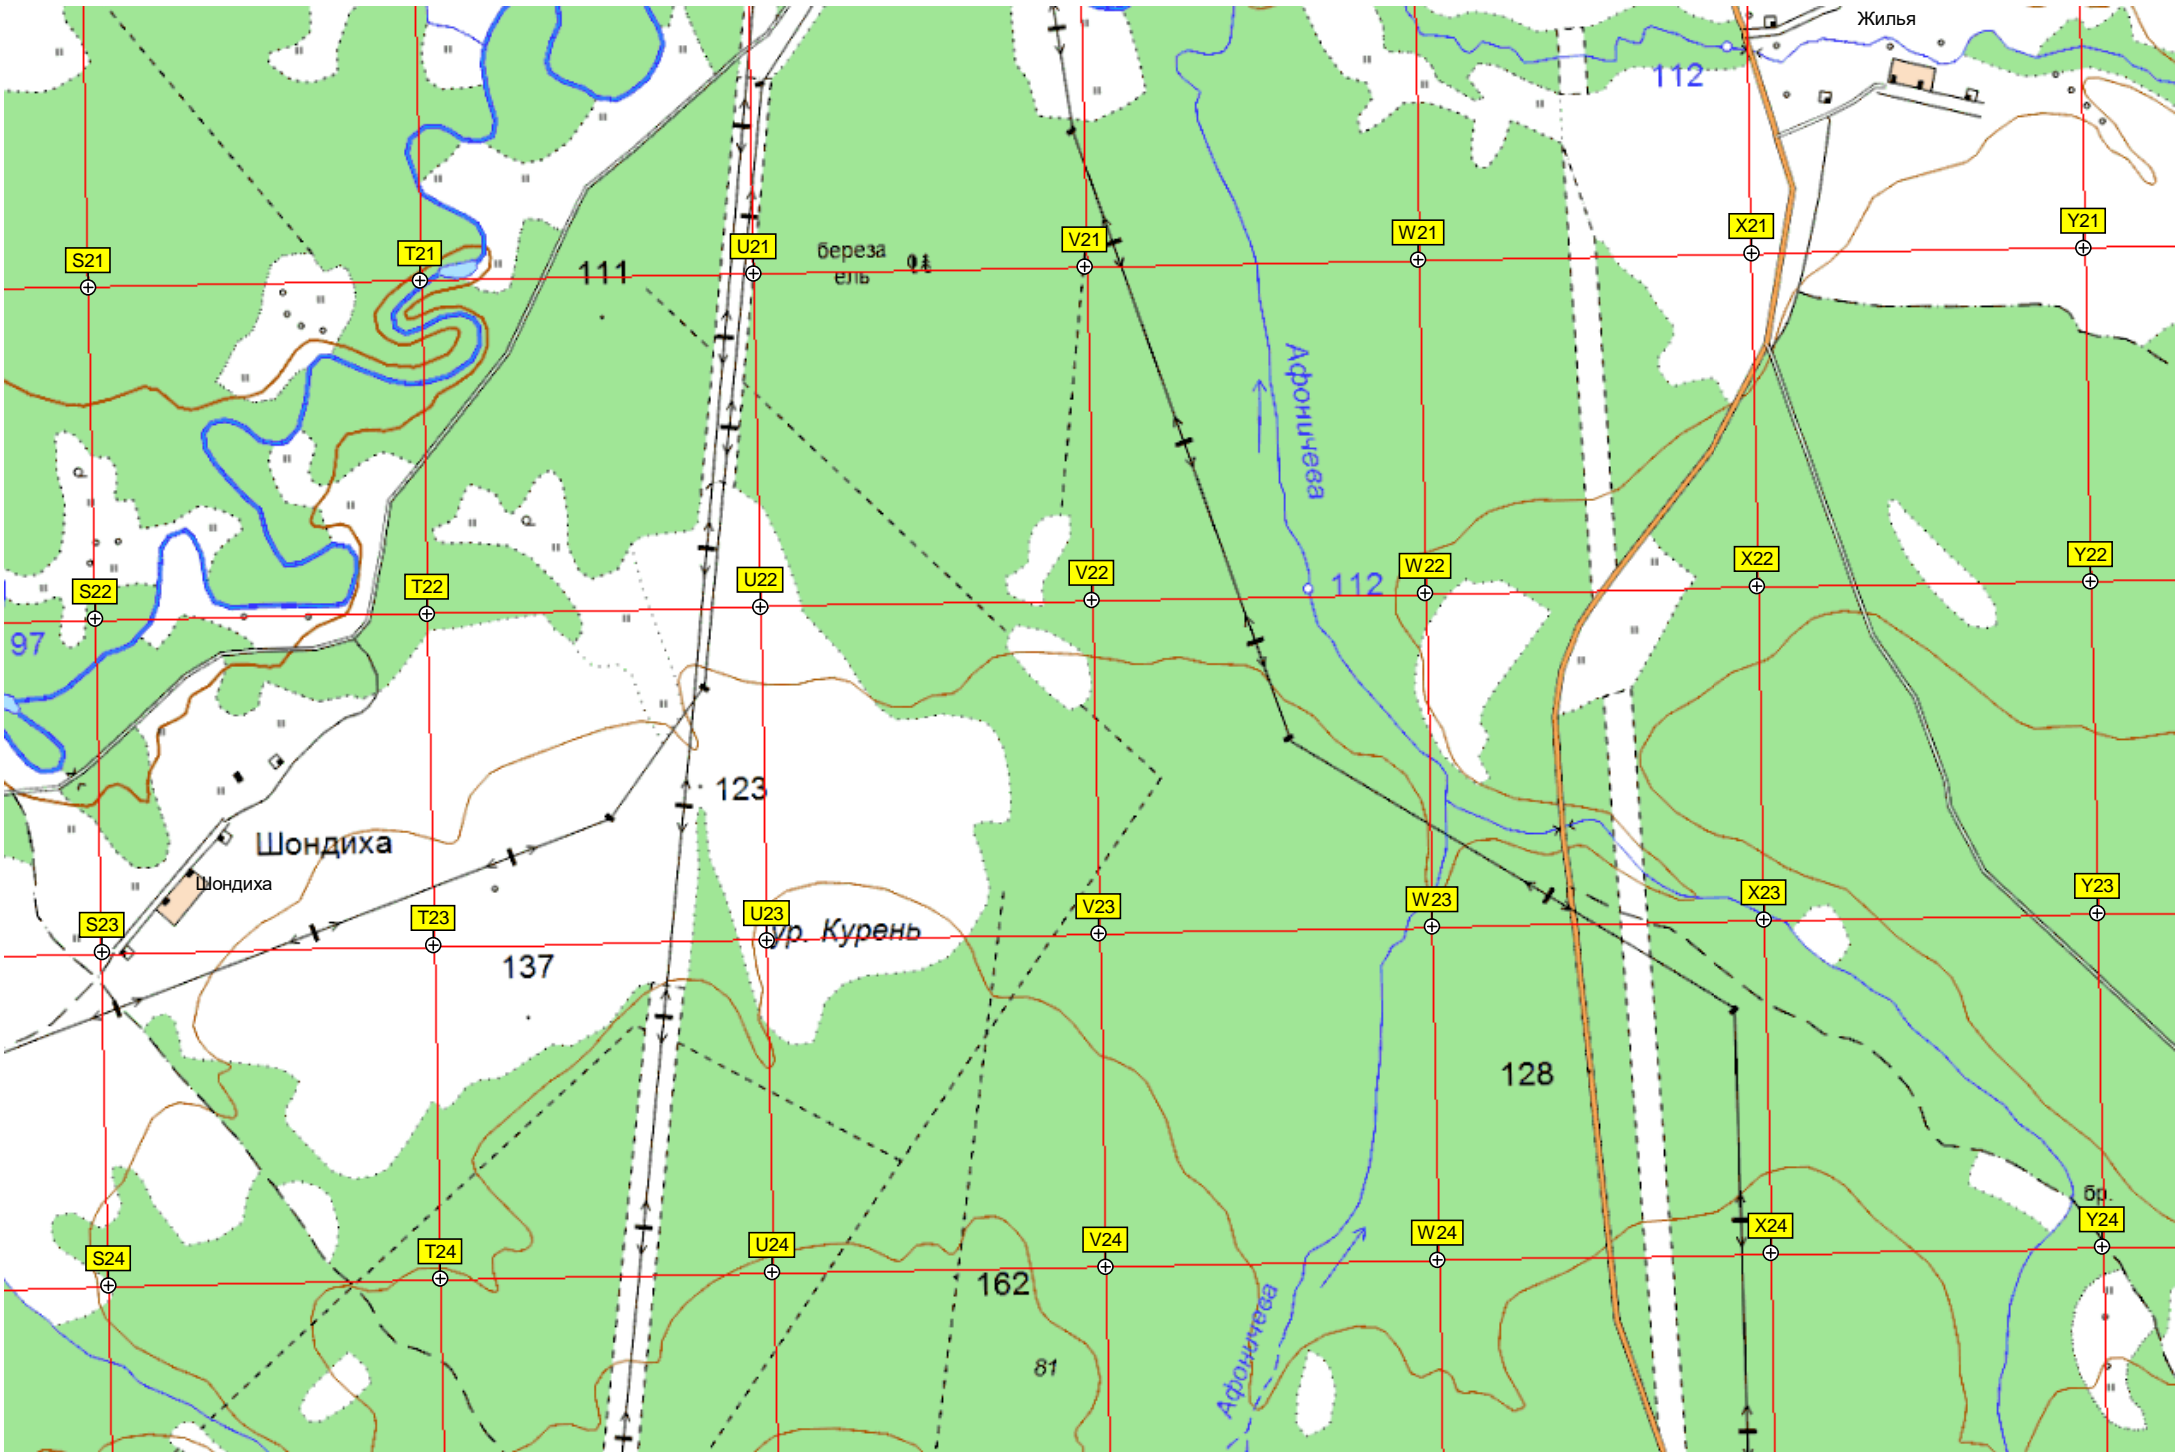 Жилья
112
S21
T21
U21
V21
W21
X21
Y21
береза
ель
111
Афоничева
S22
T22
U22
V22
112
W22
X22
Y22
97
123
Шондиха
Шондиха
S23
T23
U23
V23
W23
X23
Y23
ур. Курень
137
128
бр.
S24
T24
U24
V24
W24
X24
Y24
162
Афоничева
81